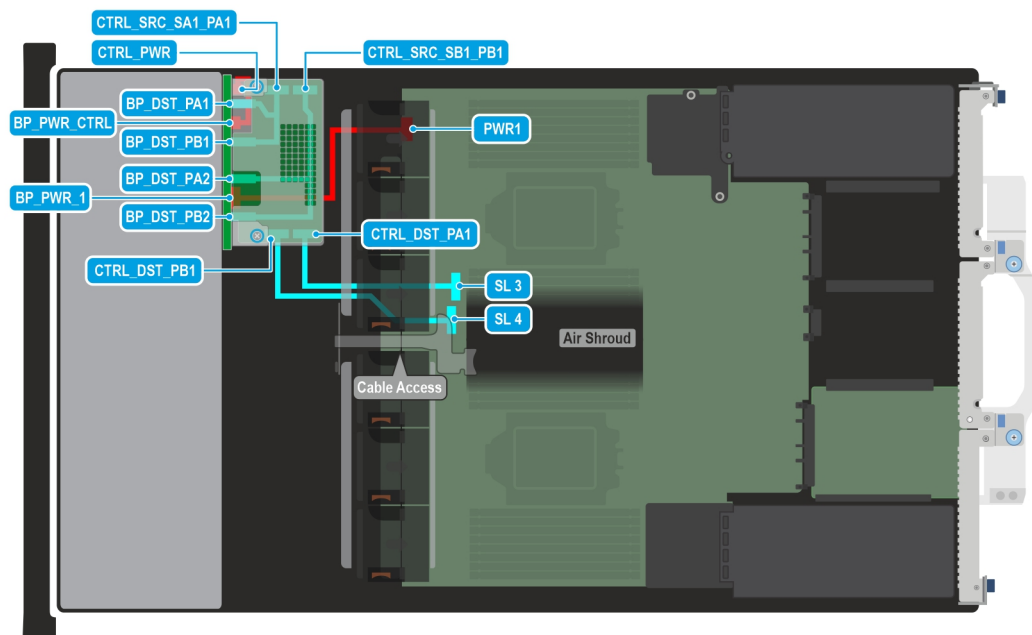 CTRL_SRC_SA1_PA1
CTRL_PWR
CTRL_SRC_SB1_PB1
BP_DST_PA1
BP_PWR_CTRL
PWR1
BP_DST_PB1
BP_DST_PA2
BP_PWR_1
BP_DST_PB2
CTRL_DST_PA1
CTRL_DST_PB1
SL 3
SL 4
Air Shroud
Cable Access